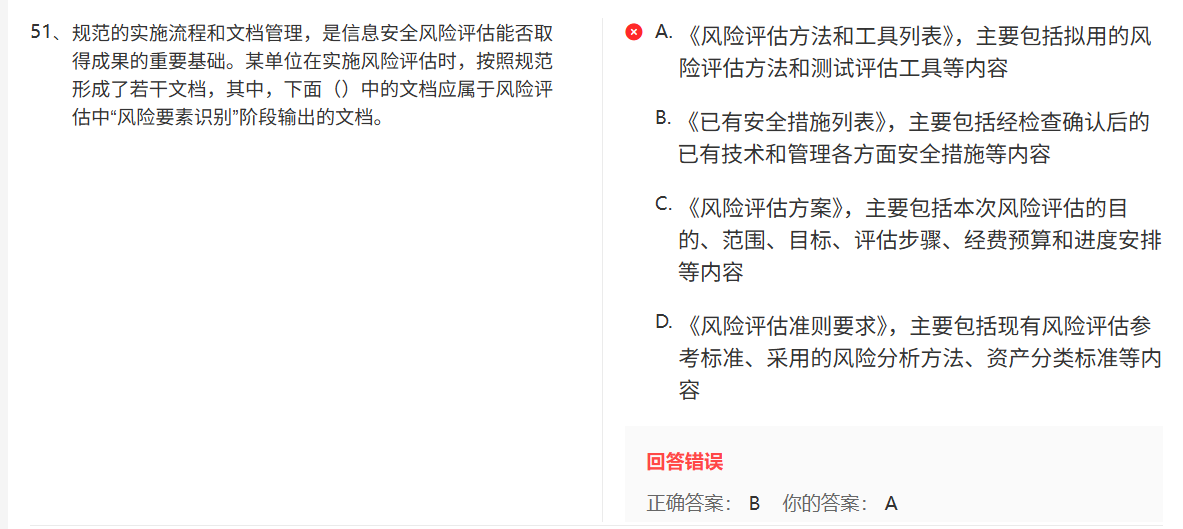 51、规范的实施流程和文档管理，是信息安全风险评估能否取
得成果的重要基础。某单位在实施风险评估时，按照规范
形成了若干文档，其中，下面（）中的文档应属于风险评
估中“风险要素识别”阶段输出的文档。
A. 《风险评估方法和工具列表》，主要包括拟用的风
险评估方法和测试评估工具等内容
B. 《已有安全措施列表》，主要包括经检查确认后的
已有技术和管理各方面安全措施等内容
C. 《风险评估方案》，主要包括本次风险评估的目
的、范围、目标、评估步骤、经费预算和进度安排
等内容
D. 《风险评估准则要求》，主要包括现有风险评估参
考标准、采用的风险分析方法、资产分类标准等内
容
回答错误
正确答案： B 你的答案： A